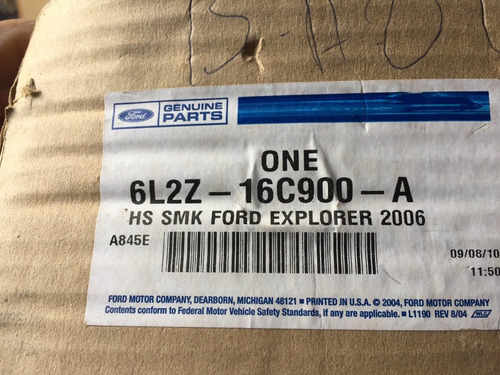 Ford
GENUINE
PARTS
ONE
6L2Z-16C900-A
HS SMK FORD EXPLORER 2006
A845E
09/08/10
11:50
FORD MOTOR COMPANY, DEARBORN, MICHIGAN 48121 ■ PRINTED IN U.S.A. © 2004, FORD MOTOR COMPANY
Contents conform to Federal Motor Vehicle Safety Standards, if any are applicable. ■ L1190 REV 8/04 HLC